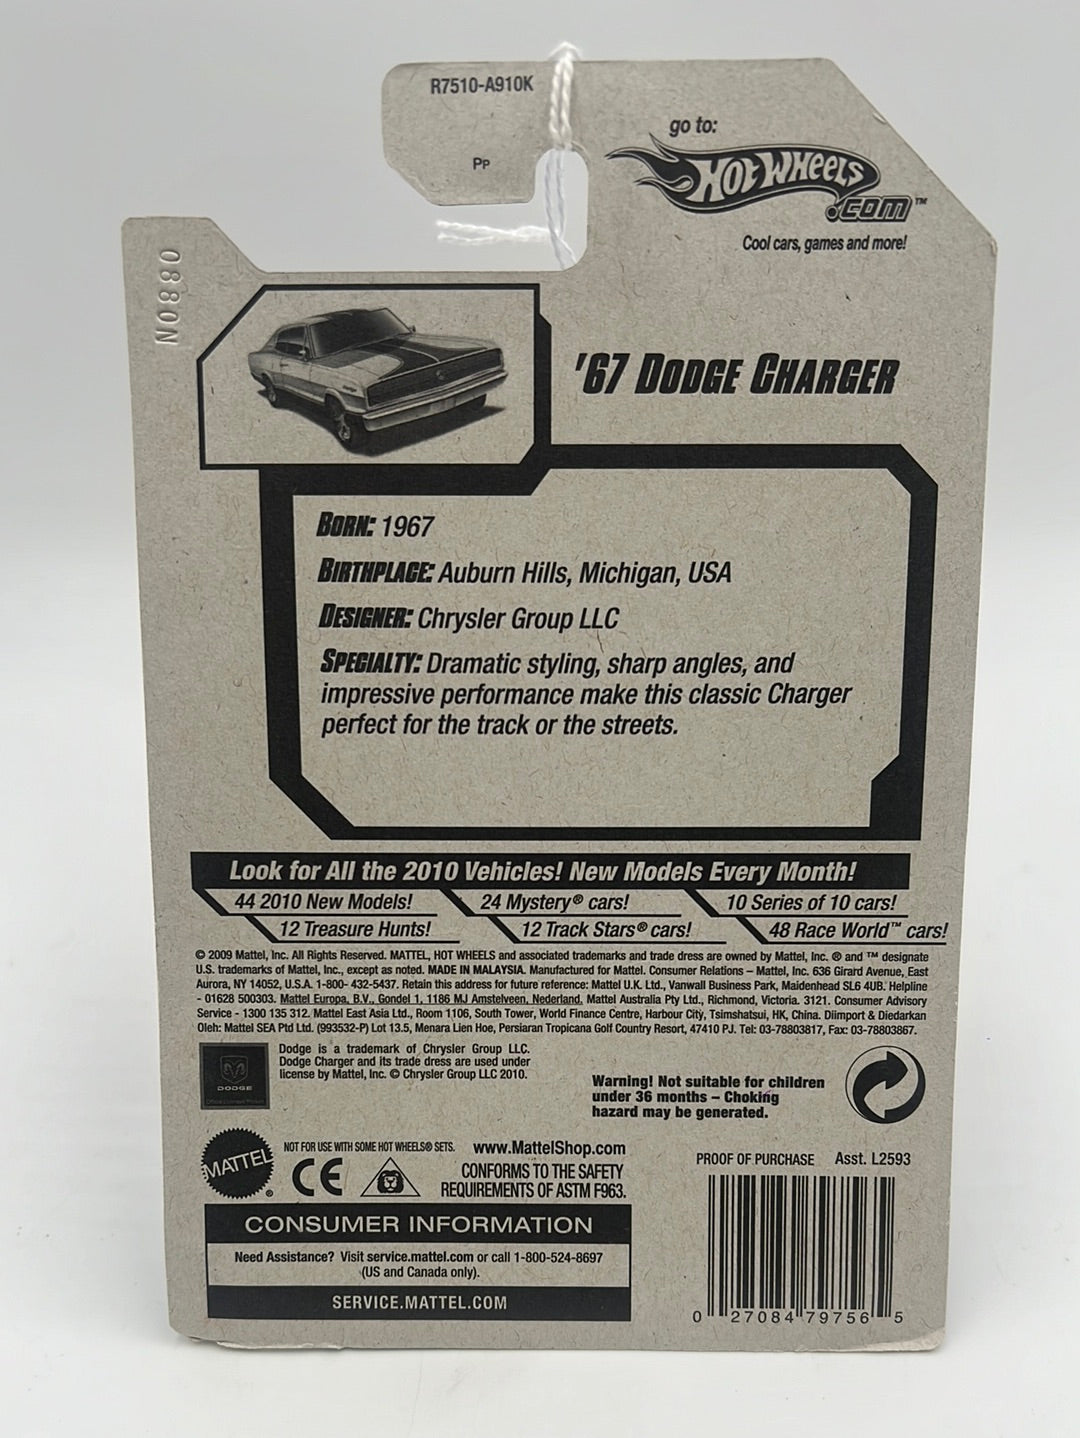 R7510-A910K
Pp
go to:
HOT WHEELS
.COM™
Cool cars, games and more!
0880N
'67 DODGE CHARGER
BORN: 1967
BIRTHPLACE: Auburn Hills, Michigan, USA
DESIGNER: Chrysler Group LLC
SPECIALTY: Dramatic styling, sharp angles, and
impressive performance make this classic Charger
perfect for the track or the streets.
Look for All the 2010 Vehicles! New Models Every Month!
44 2010 New Models! 24 Mystery® cars! 10 Series of 10 cars!
12 Treasure Hunts! 12 Track Stars® cars! 48 Race World™ cars!
© 2009 Mattel, Inc. All Rights Reserved. MATTEL, HOT WHEELS and associated trademarks and trade dress are owned by Mattel, Inc. ® and ™ designate
U.S. trademarks of Mattel, Inc., except as noted. MADE IN MALAYSIA. Manufactured for Mattel. Consumer Relations – Mattel, Inc. 636 Girard Avenue, East
Aurora, NY 14052, U.S.A. 1-800- 432-5437. Retain this address for future reference: Mattel U.K. Ltd., Vanwall Business Park, Maidenhead SL6 4UB. Helpline
- 01628 500303. Mattel Europa, B.V., Gondel 1, 1186 MJ Amstelveen, Nederland. Mattel Australia Pty Ltd., Richmond, Victoria. 3121. Consumer Advisory
Service - 1300 135 312. Mattel East Asia Ltd., Room 1106, South Tower, World Finance Centre, Harbour City, Tsimshatsui, HK, China. Diimport & Diedarkan
Oleh: Mattel SEA Ptd Ltd. (993532-P) Lot 13.5, Menara Lien Hoe, Persiaran Tropicana Golf Country Resort, 47410 PJ. Tel: 03-78803817, Fax: 03-78803867.
DODGE
Official Licensed Product
Dodge is a trademark of Chrysler Group LLC.
Dodge Charger and its trade dress are used under
license by Mattel, Inc. © Chrysler Group LLC 2010.
Warning! Not suitable for children
under 36 months – Choking
hazard may be generated.
MATTEL®
NOT FOR USE WITH SOME HOT WHEELS® SETS.
CE
www.MattelShop.com
CONFORMS TO THE SAFETY
REQUIREMENTS OF ASTM F963.
CONSUMER INFORMATION
Need Assistance? Visit service.mattel.com or call 1-800-524-8697
(US and Canada only).
SERVICE.MATTEL.COM
PROOF OF PURCHASE Asst. L2593
0 27084 79756 5